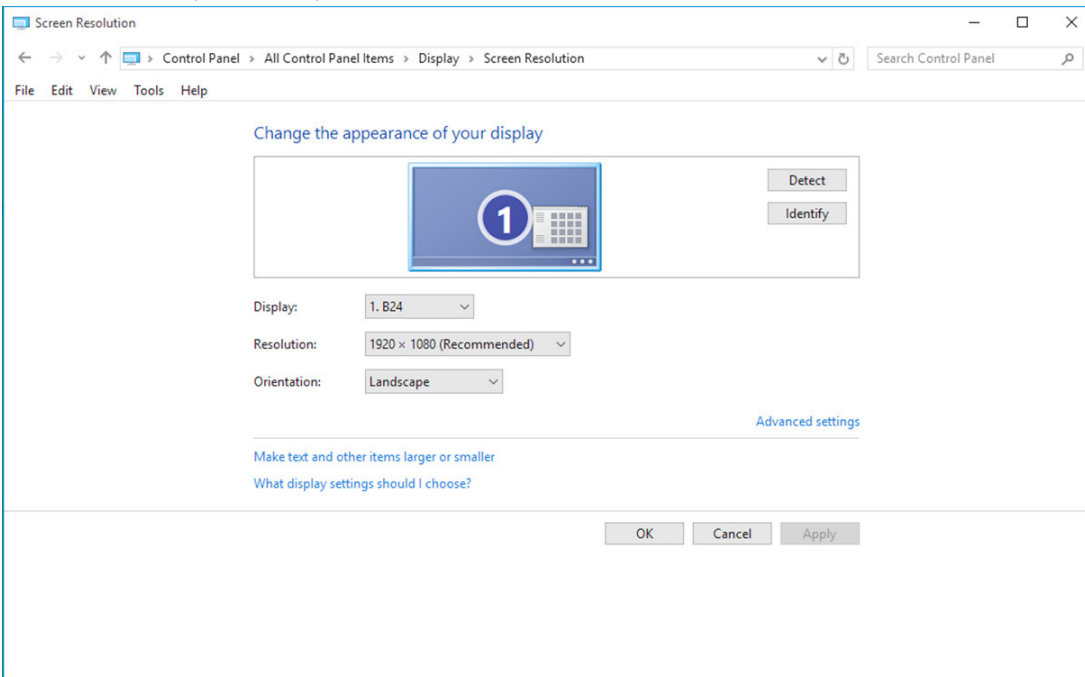 Screen Resolution
Control Panel > All Control Panel Items > Display > Screen Resolution
Search Control Panel
File Edit View Tools Help
Change the appearance of your display
1
Detect
Identify
Display: 1. B24
Resolution: 1920 × 1080 (Recommended)
Orientation: Landscape
Advanced settings
Make text and other items larger or smaller
What display settings should I choose?
OK Cancel Apply